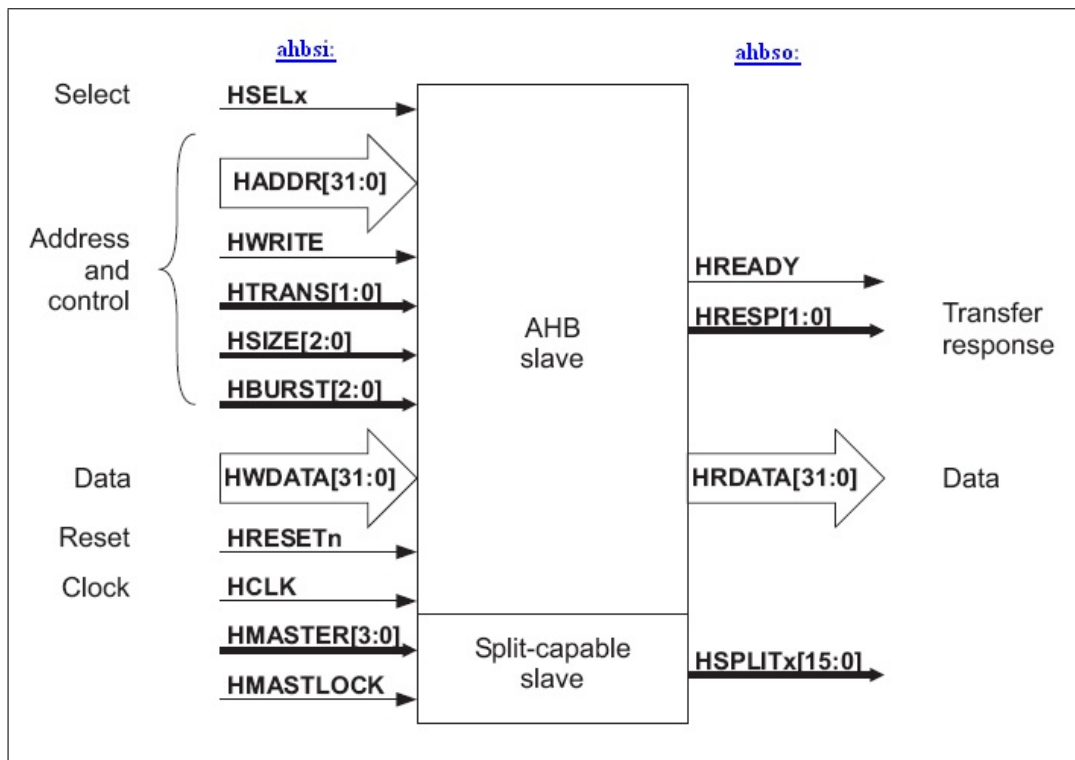 ahbsi:
ahbso:
Select
HSELx
HADDR[31:0]
Address
and
control
HWRITE
HTRANS[1:0]
HSIZE[2:0]
HBURST[2:0]
AHB
slave
HREADY
HRESP[1:0]
Transfer
response
Data
HWDATA[31:0]
HRDATA[31:0]
Data
Reset
HRESETn
Clock
HCLK
HMASTER[3:0]
HMASTLOCK
Split-capable
slave
HSPLITx[15:0]